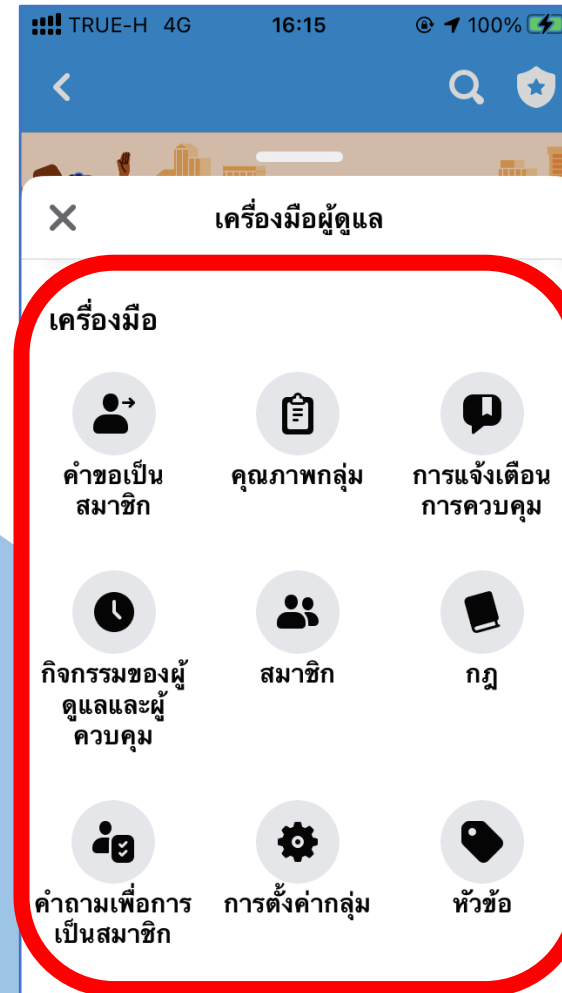 TRUE-H 4G 16:15 100%
เครื่องมือผู้ดูแล
เครื่องมือ
คำขอเป็น
สมาชิก
คุณภาพกลุ่ม
การแจ้งเตือน
การควบคุม
กิจกรรมของผู้
ดูแลและผู้
ควบคุม
สมาชิก
กฎ
คำถามเพื่อการ
เป็นสมาชิก
การตั้งค่ากลุ่ม
หัวข้อ